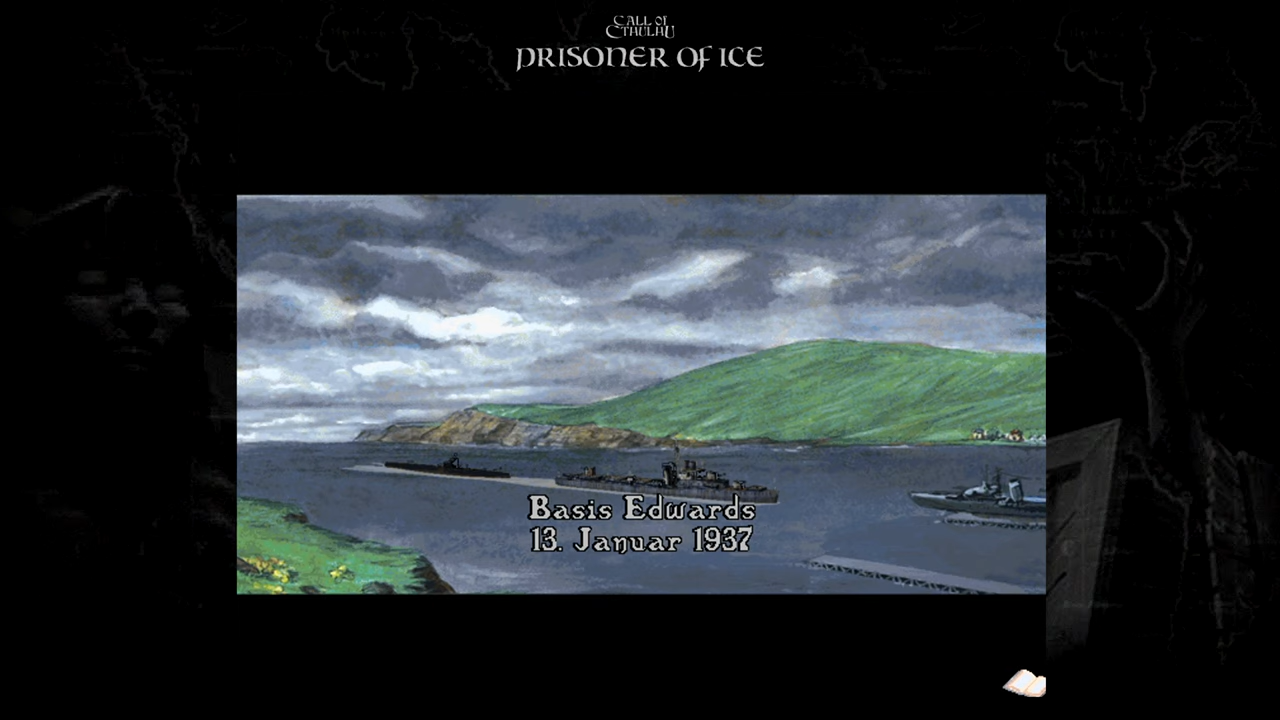 CALL OF
CTHULHU
PRISONER OF ICE
Basis Edwards
13. Januar 1937